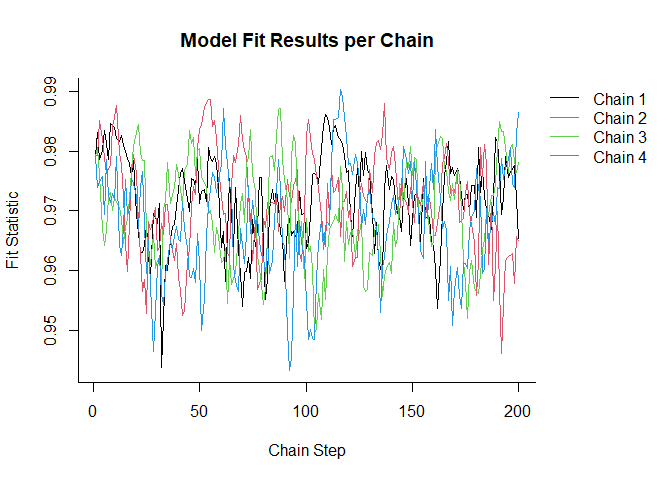 Model Fit Results per Chain
Fit Statistic
0.99
0.98
0.97
0.96
0.95
0
50
100
150
200
Chain Step
Chain 1
Chain 2
Chain 3
Chain 4